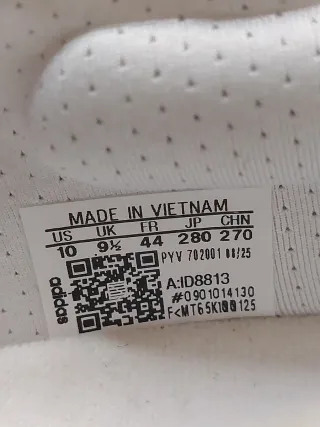 MADE IN VIETNAM
US UK FR JP CHN
10 9½ 44 280 270
PYV 702001 08/25
A:ID8813
#0901014130
F<MT65K100125
adidas